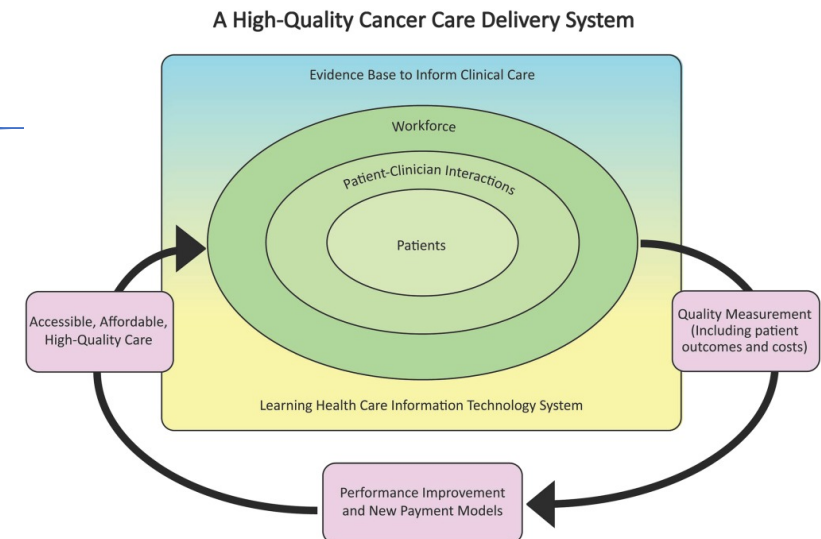 A High-Quality Cancer Care Delivery System
Evidence Base to Inform Clinical Care
Workforce
Patient-Clinician Interactions
Patients
Accessible, Affordable,
High-Quality Care
Quality Measurement
(Including patient
outcomes and costs)
Learning Health Care Information Technology System
Performance Improvement
and New Payment Models